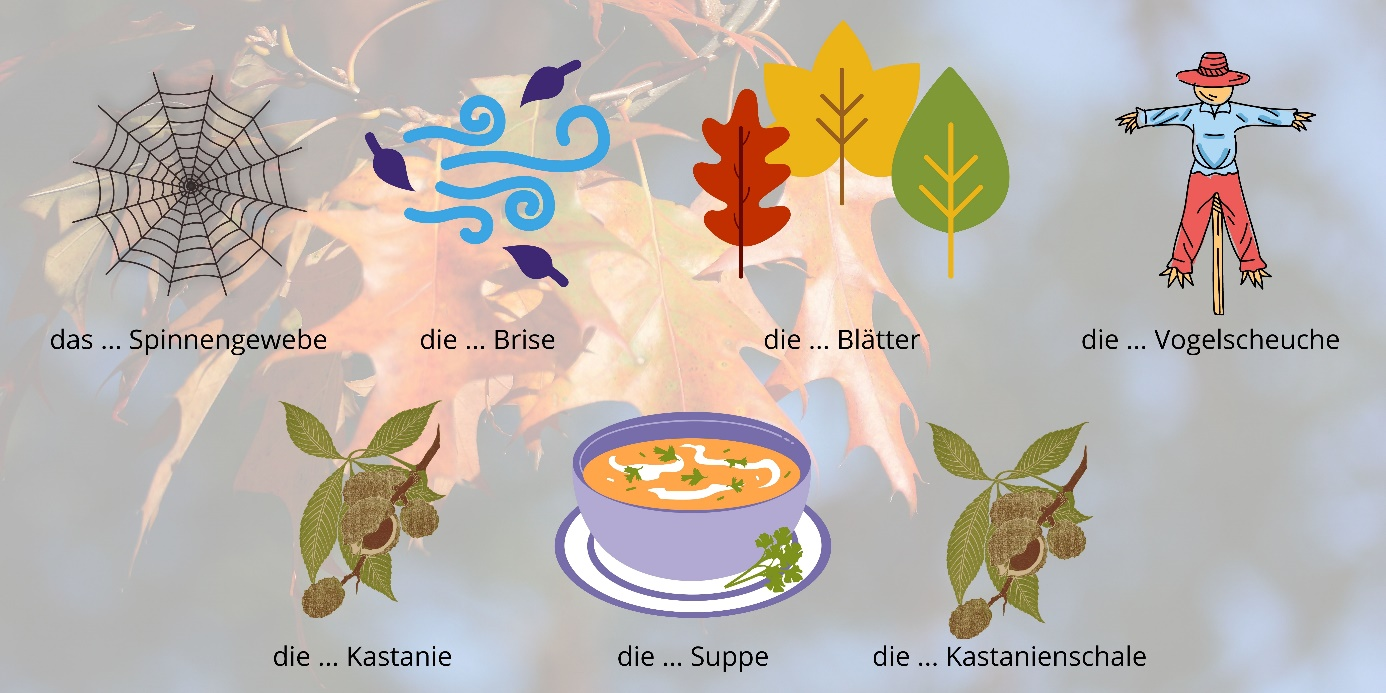 das ... Spinnengewebe
die ... Brise
die ... Blätter
die ... Vogelscheuche
die ... Kastanie
die ... Suppe
die ... Kastanienschale